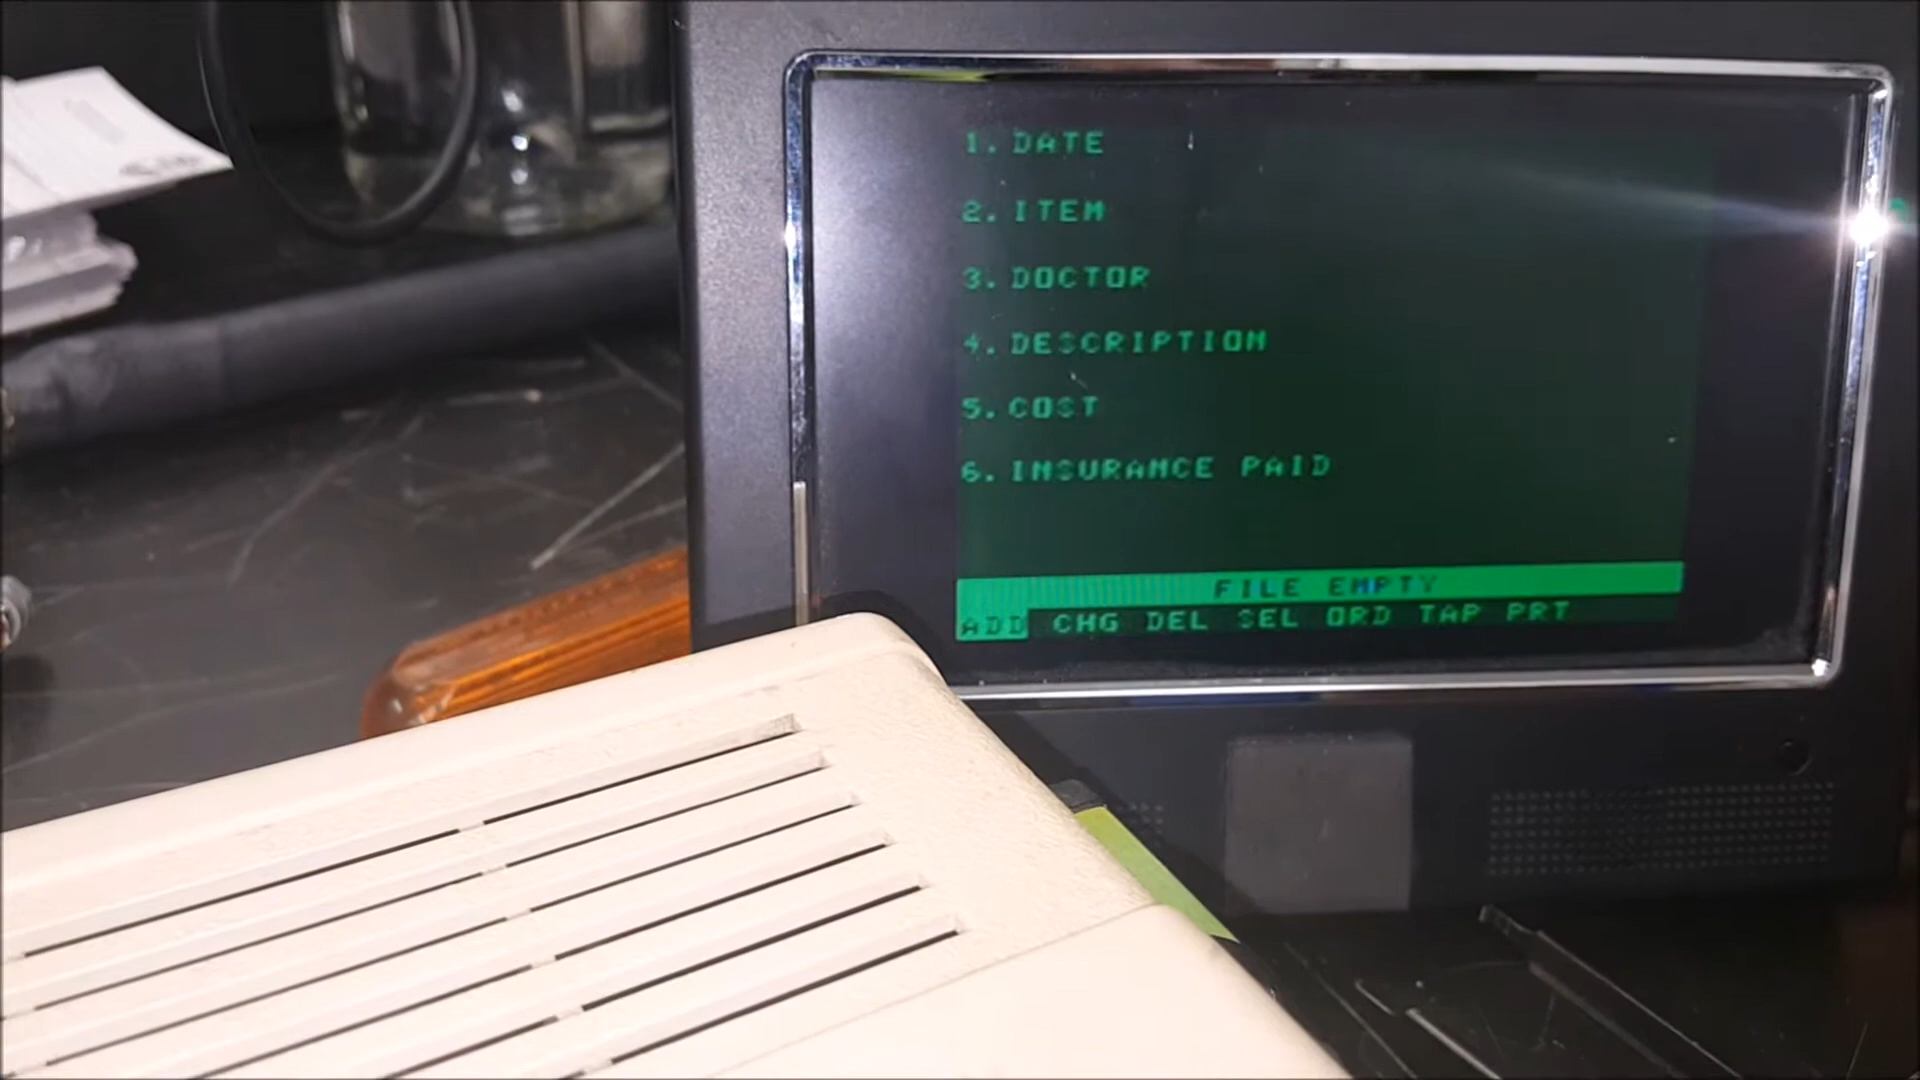 1. DATE
2. ITEM
3. DOCTOR
4. DESCRIPTION
5. COST
6. INSURANCE PAID
FILE EMPTY
ADD CHG DEL SEL ORD TAP PRT